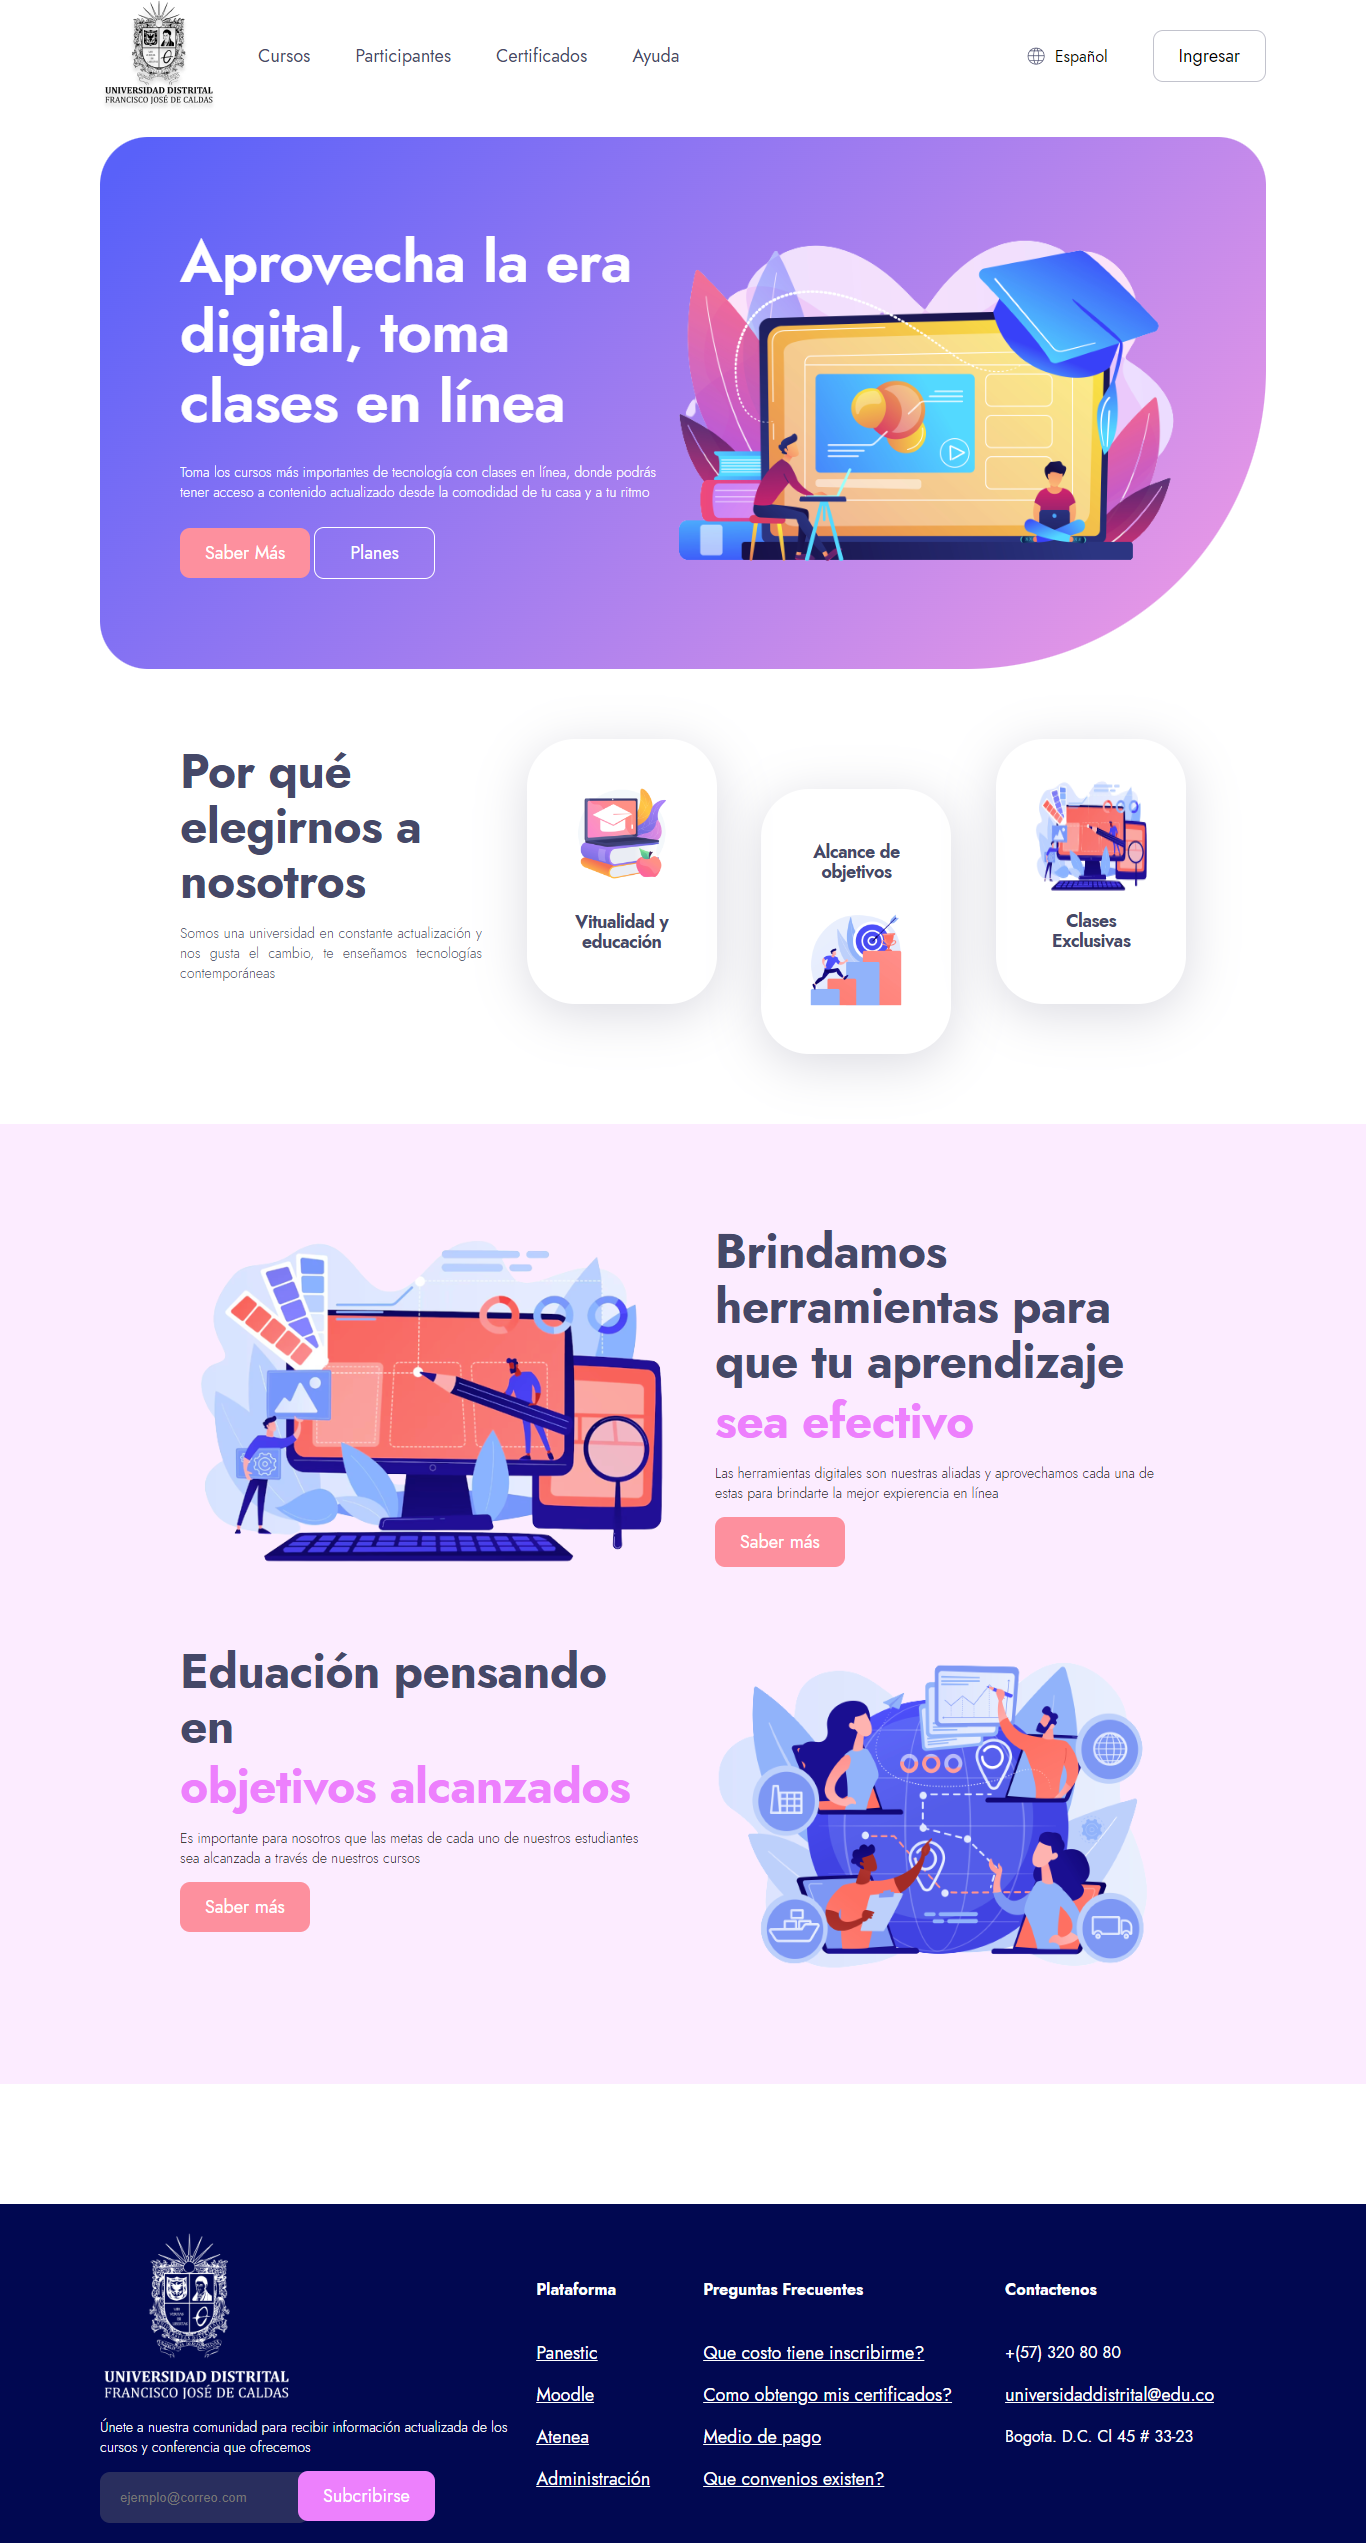 UNIVERSIDAD DISTRITAL
FRANCISCO JOSÉ DE CALDAS
Cursos
Participantes
Certificados
Ayuda
Español
Ingresar
Aprovecha la era
digital, toma
clases en línea
Toma los cursos más importantes de tecnología con clases en línea, donde podrás
tener acceso a contenido actualizado desde la comodidad de tu casa y a tu ritmo
Saber Más
Planes
Por qué
elegirnos a
nosotros
Somos una universidad en constante actualización y
nos gusta el cambio, te enseñamos tecnologías
contemporáneas
Vitualidad y
educación
Alcance de
objetivos
Clases
Exclusivas
Brindamos
herramientas para
que tu aprendizaje
sea efectivo
Las herramientas digitales son nuestras aliadas y aprovechamos cada una de
estas para brindarte la mejor expierencia en línea
Saber más
Eduación pensando
en
objetivos alcanzados
Es importante para nosotros que las metas de cada uno de nuestros estudiantes
sea alcanzada a través de nuestros cursos
Saber más
UNIVERSIDAD DISTRITAL
FRANCISCO JOSÉ DE CALDAS
Únete a nuestra comunidad para recibir información actualizada de los
cursos y conferencia que ofrecemos
ejemplo@correo.com
Subcribirse
Plataforma
Panestic
Moodle
Atenea
Administración
Preguntas Frecuentes
Que costo tiene inscribirme?
Como obtengo mis certificados?
Medio de pago
Que convenios existen?
Contactenos
+(57) 320 80 80
universidaddistrital@edu.co
Bogota. D.C. Cl 45 # 33-23